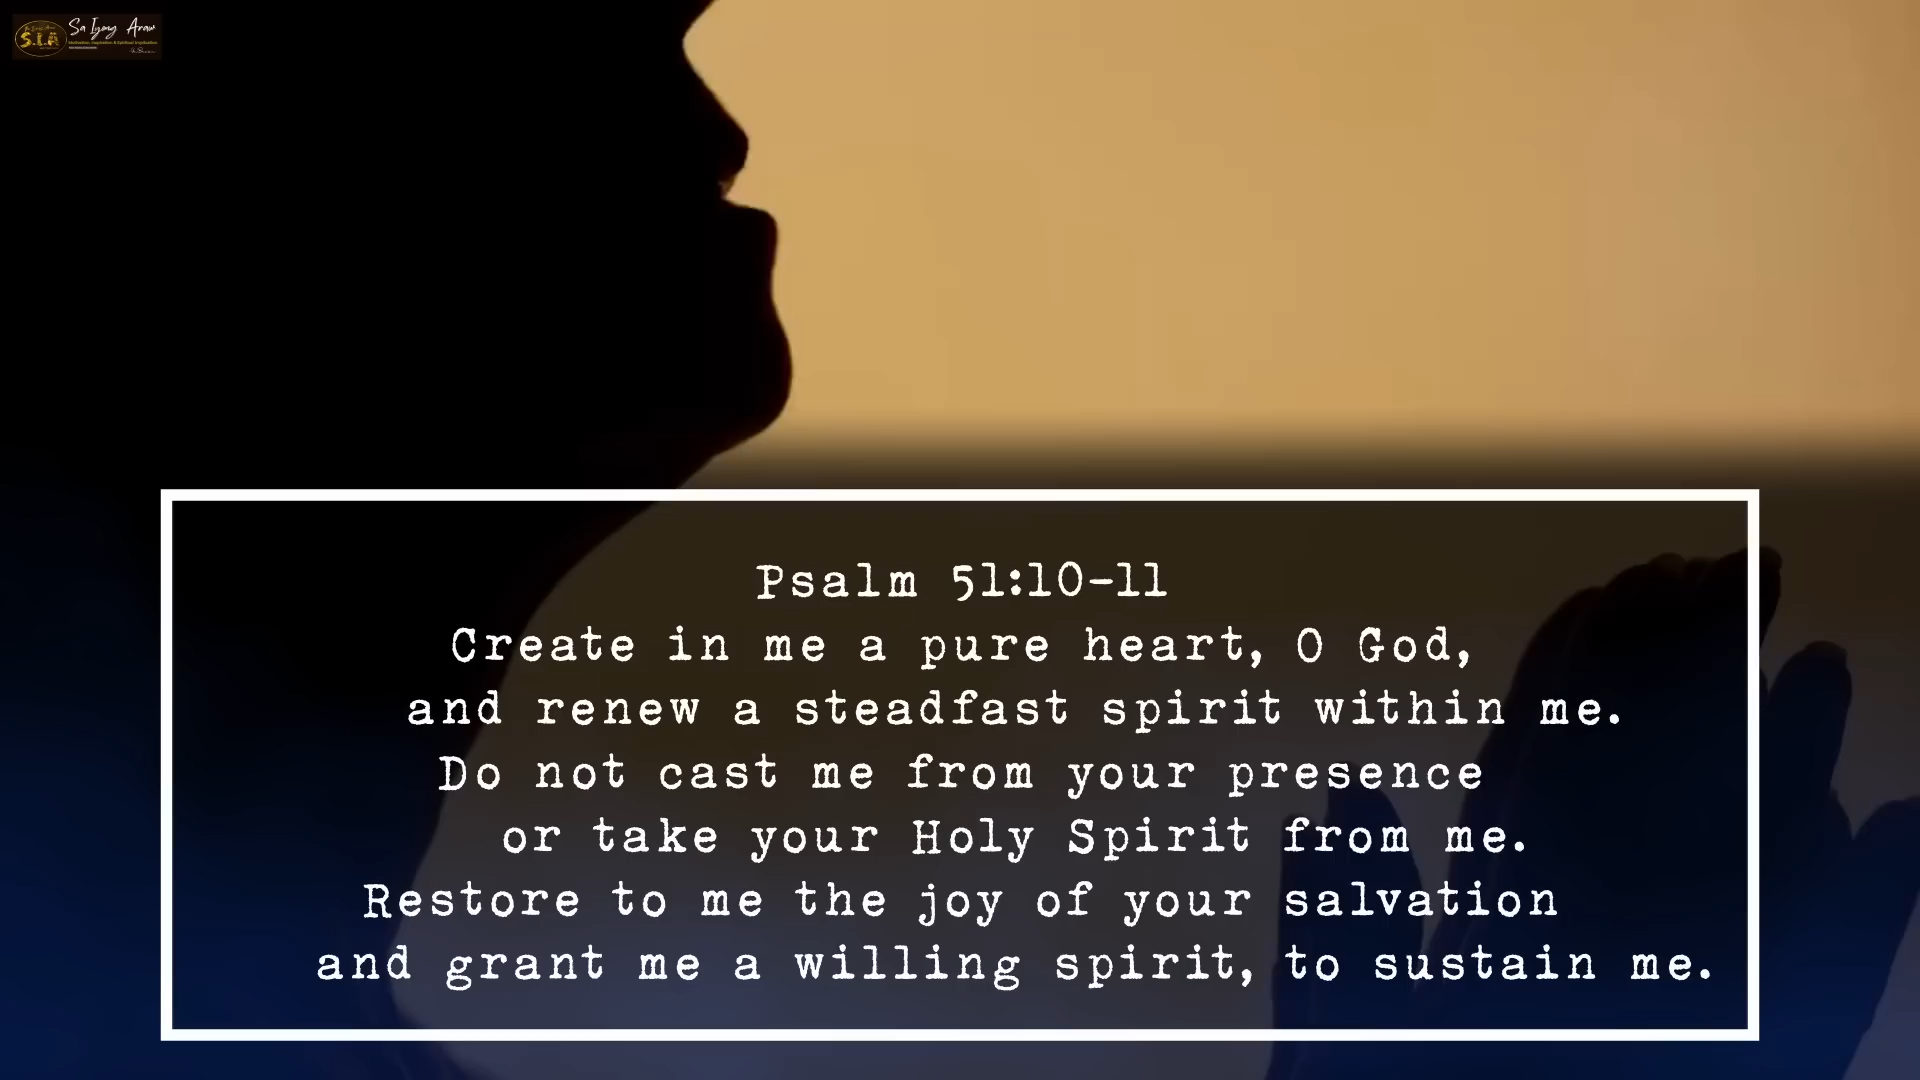 S.I.A
Sa Iyong Araw
Psalm 51:10-11
Create in me a pure heart, O God,
and renew a steadfast spirit within me.
Do not cast me from your presence
or take your Holy Spirit from me.
Restore to me the joy of your salvation
and grant me a willing spirit, to sustain me.